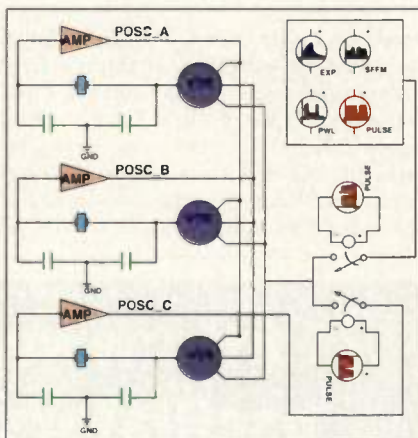 AMP POSC_A
GND
EXP SFFM
PWL PULSE
AMP POSC_B
GND
PULSE
AMP POSC_C
GND
PULSE